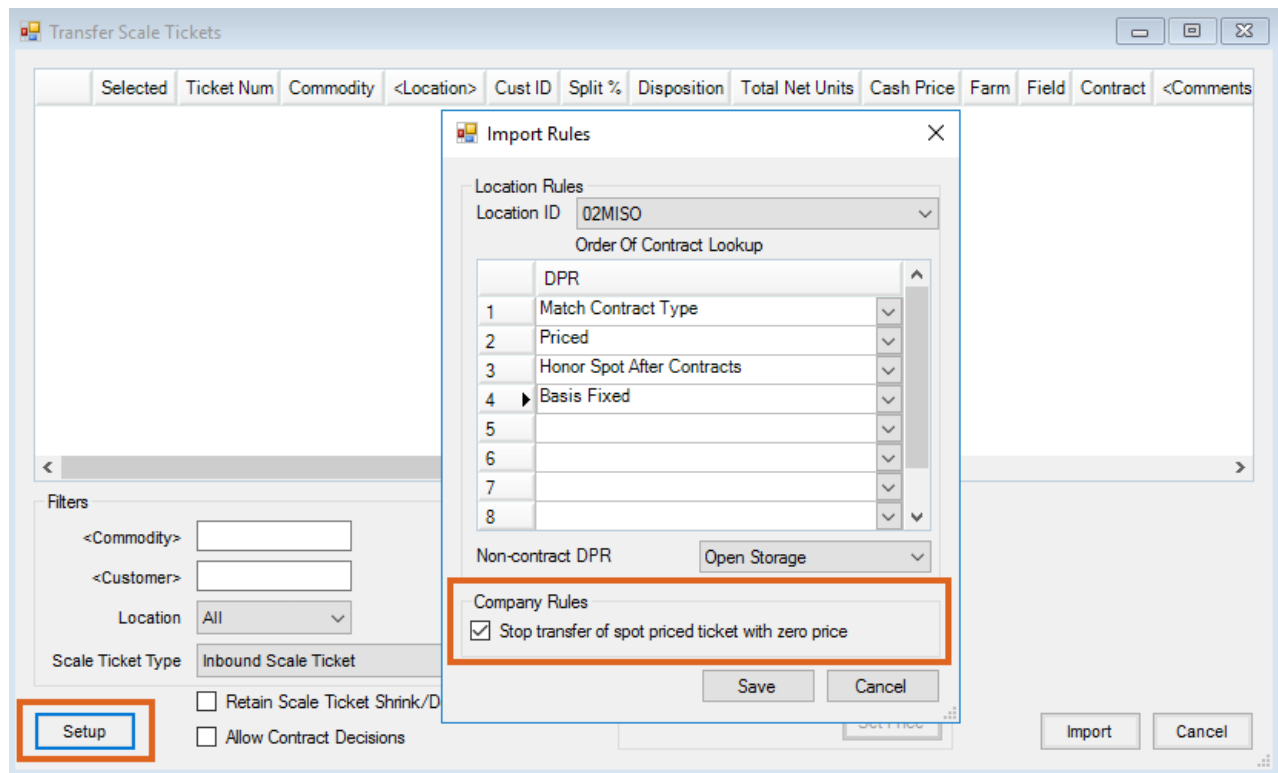 Transfer Scale Tickets
Selected Ticket Num Commodity <Location> Cust ID Split % Disposition Total Net Units Cash Price Farm Field Contract <Comments
Import Rules
Location Rules
Location ID 02MISO
Order Of Contract Lookup
DPR
1 Match Contract Type
2 Priced
3 Honor Spot After Contracts
4 Basis Fixed
5
6
7
8
Non-contract DPR Open Storage
Company Rules
Stop transfer of spot priced ticket with zero price
Save Cancel
Filters
<Commodity>
<Customer>
Location All
Scale Ticket Type Inbound Scale Ticket
Retain Scale Ticket Shrink/D
Setup
Allow Contract Decisions
Import Cancel